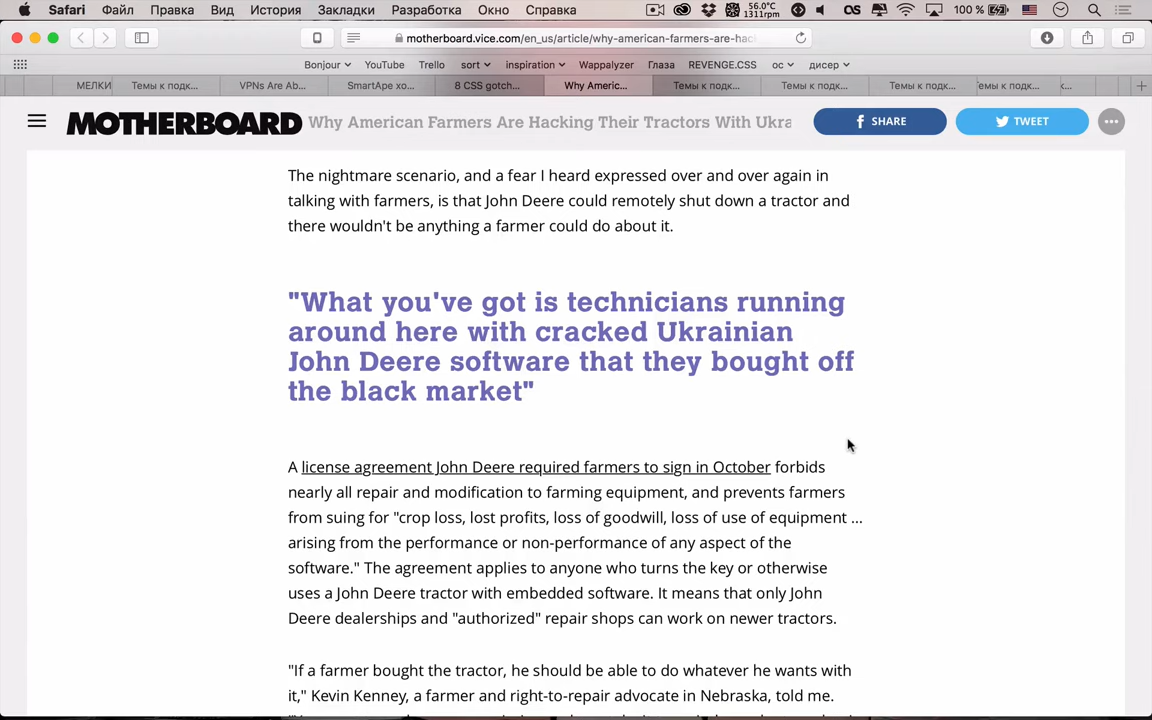 Safari Файл Правка Вид История Закладки Разработка Окно Справка 56.0°C 1311rpm 100 %
motherboard.vice.com/en_us/article/why-american-farmers-are-hac
Bonjour YouTube Trello sort inspiration Wappalyzer Глаза REVENGE.CSS ос дисер
МЕЛКИ Темы к подк... VPNs Are Ab... SmartApe хо... 8 CSS gotch... Why Americ... Темы к подк... Темы к подк... Темы к подк... емы к подк...
MOTHERBOARD Why American Farmers Are Hacking Their Tractors With Ukra SHARE TWEET
The nightmare scenario, and a fear I heard expressed over and over again in
talking with farmers, is that John Deere could remotely shut down a tractor and
there wouldn't be anything a farmer could do about it.
"What you've got is technicians running
around here with cracked Ukrainian
John Deere software that they bought off
the black market"
A license agreement John Deere required farmers to sign in October forbids
nearly all repair and modification to farming equipment, and prevents farmers
from suing for "crop loss, lost profits, loss of goodwill, loss of use of equipment ...
arising from the performance or non-performance of any aspect of the
software." The agreement applies to anyone who turns the key or otherwise
uses a John Deere tractor with embedded software. It means that only John
Deere dealerships and "authorized" repair shops can work on newer tractors.
"If a farmer bought the tractor, he should be able to do whatever he wants with
it," Kevin Kenney, a farmer and right-to-repair advocate in Nebraska, told me.